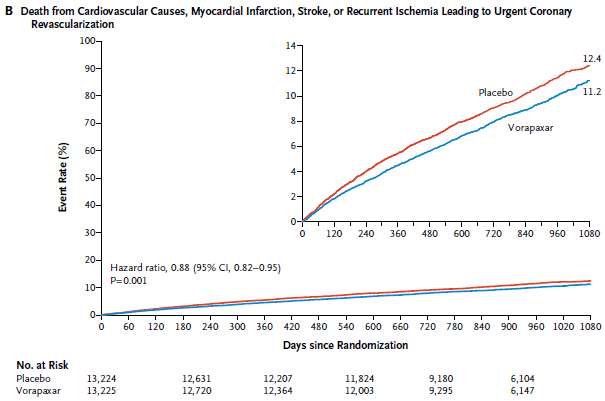 B Death from Cardiovascular Causes, Myocardial Infarction, Stroke, or Recurrent Ischemia Leading to Urgent Coronary
Revascularization
Event Rate (%)
100
90
80
70
60
50
40
30
20
10
0
14
12
10
8
6
4
2
0
12.4
11.2
Placebo
Vorapaxar
0 120 240 360 480 600 720 840 960 1080
Hazard ratio, 0.88 (95% CI, 0.82–0.95)
P=0.001
0 60 120 180 240 300 360 420 480 540 600 660 720 780 840 900 960 1020 1080
Days since Randomization
No. at Risk
Placebo 13,224 12,631 12,207 11,824 9,180 6,104
Vorapaxar 13,225 12,720 12,364 12,003 9,295 6,147